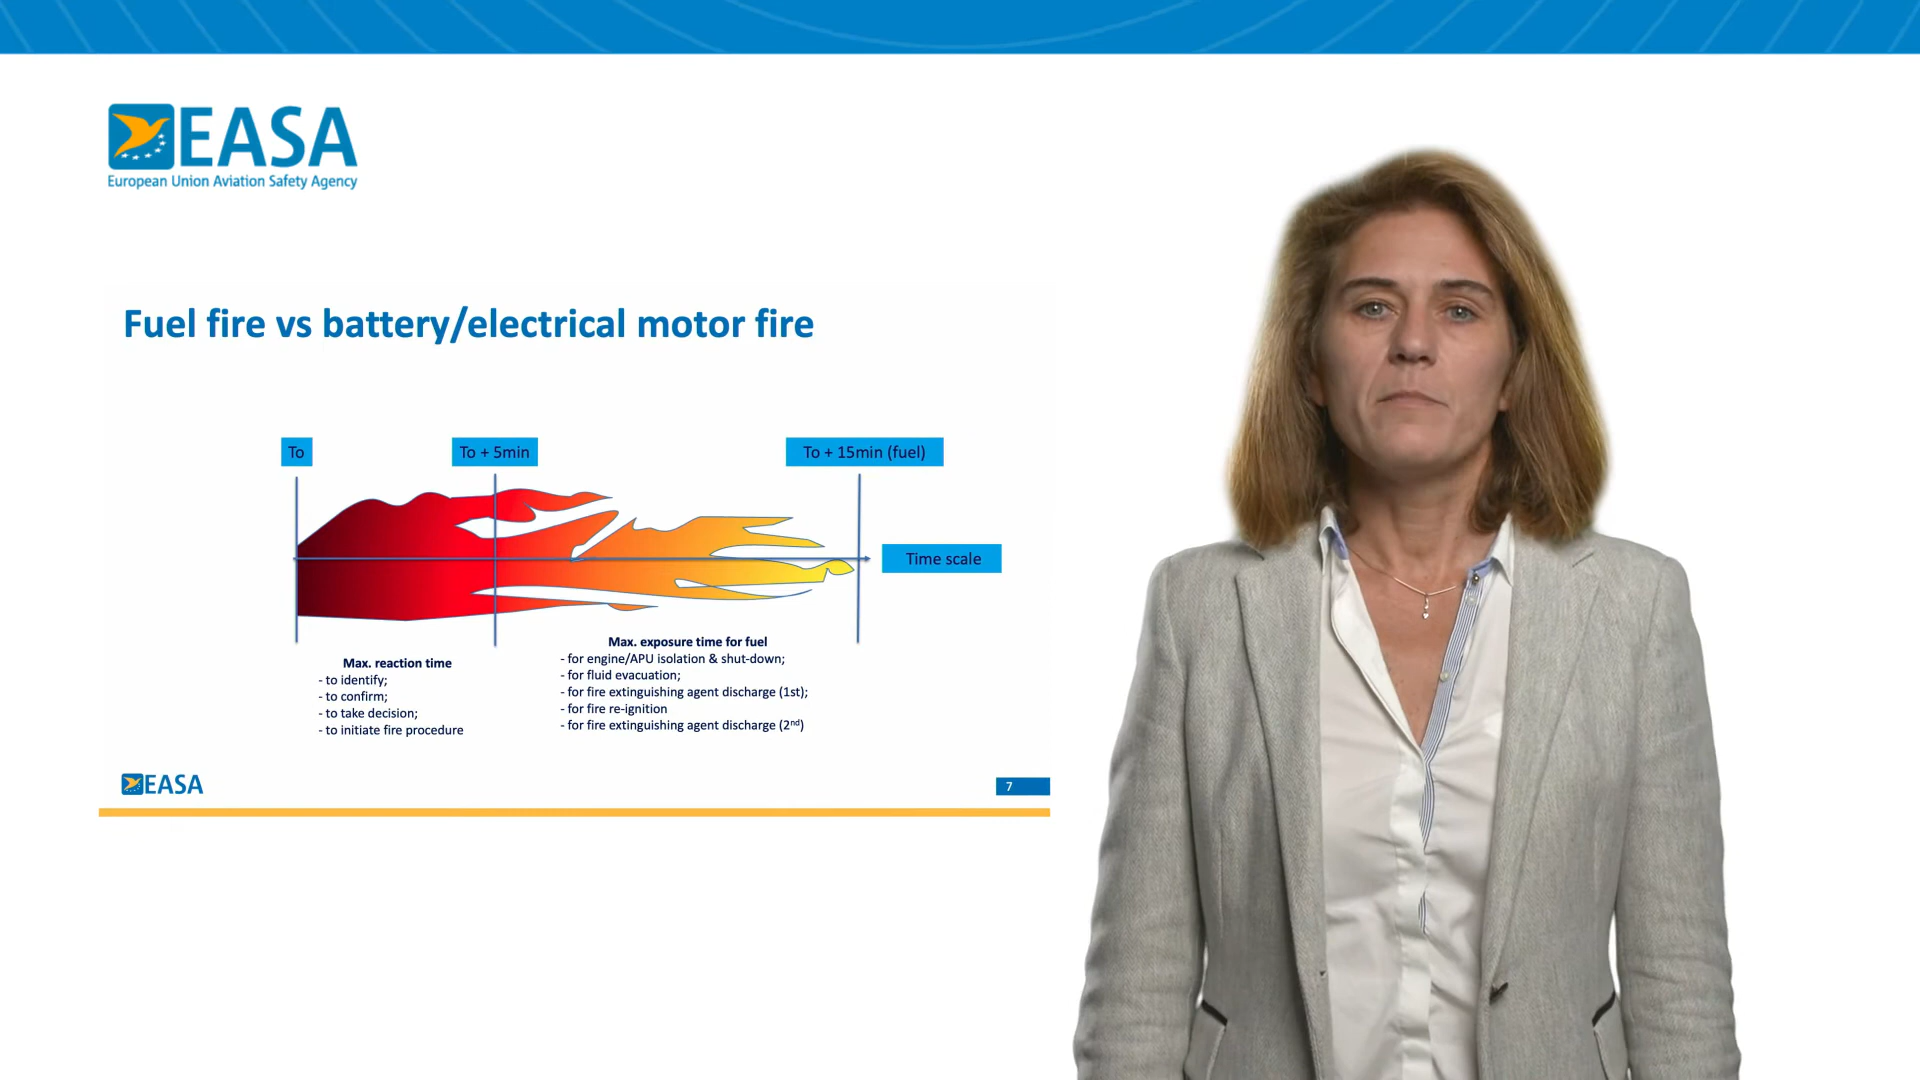 EASA
European Union Aviation Safety Agency
Fuel fire vs battery/electrical motor fire
To
To + 5min
To + 15min (fuel)
Time scale
Max. reaction time
- to identify;
- to confirm;
- to take decision;
- to initiate fire procedure
Max. exposure time for fuel
- for engine/APU isolation & shut-down;
- for fluid evacuation;
- for fire extinguishing agent discharge (1st);
- for fire re-ignition
- for fire extinguishing agent discharge (2nd)
EASA
7